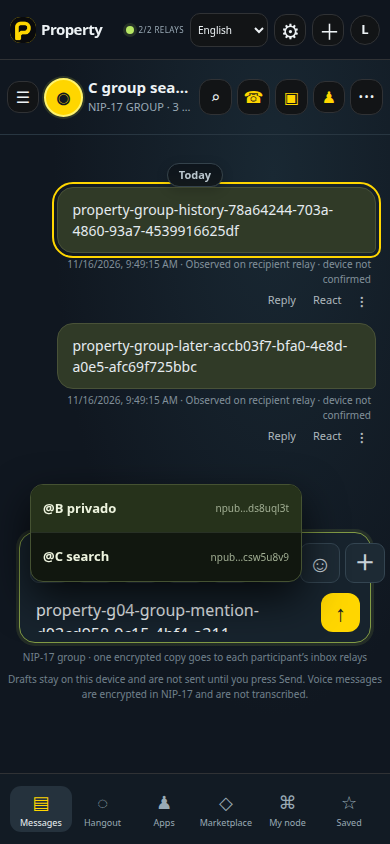 Property
2/2 RELAYS
English
L
C group sea...
NIP-17 GROUP · 3 ...
Today
property-group-history-78a64244-703a-
4860-93a7-4539916625df
11/16/2026, 9:49:15 AM · Observed on recipient relay · device not
confirmed
Reply React
property-group-later-accb03f7-bfa0-4e8d-
a0e5-afc69f725bbc
11/16/2026, 9:49:15 AM · Observed on recipient relay · device not
confirmed
Reply React
@B privado npub...ds8uql3t
@C search npub...csw5u8v9
property-g04-group-mention-
NIP-17 group · one encrypted copy goes to each participant's inbox relays
Drafts stay on this device and are not sent until you press Send. Voice messages
are encrypted in NIP-17 and are not transcribed.
Messages Hangout Apps Marketplace My node Saved